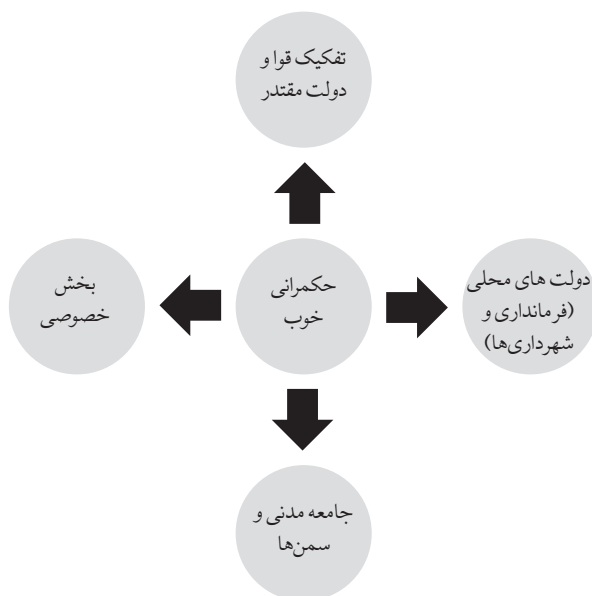 تفکیک قوا و
دولت مقتدر
دولت های محلی
(فرمانداری و
شهرداری‌ها)
حکمرانی
خوب
بخش
خصوصی
جامعه مدنی و
سمن‌ها